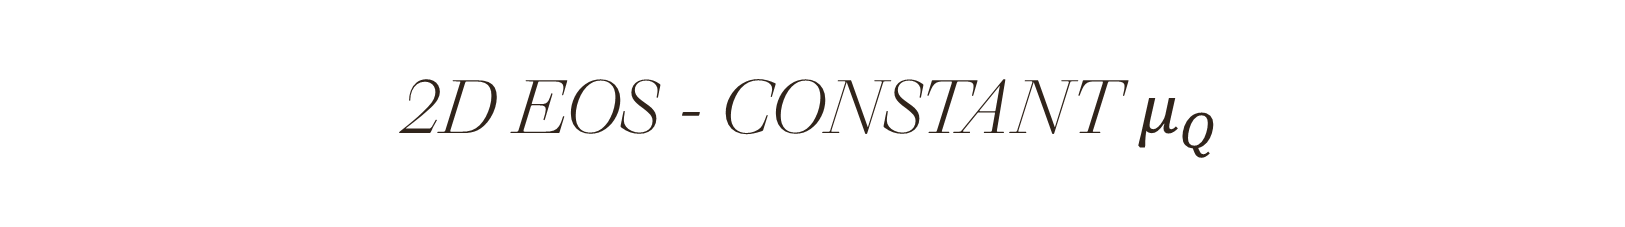 2D EOS - CONSTANT μ_Q